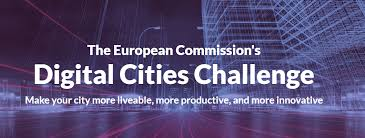 The European Commission's
Digital Cities Challenge
Make your city more liveable, more productive, and more innovative